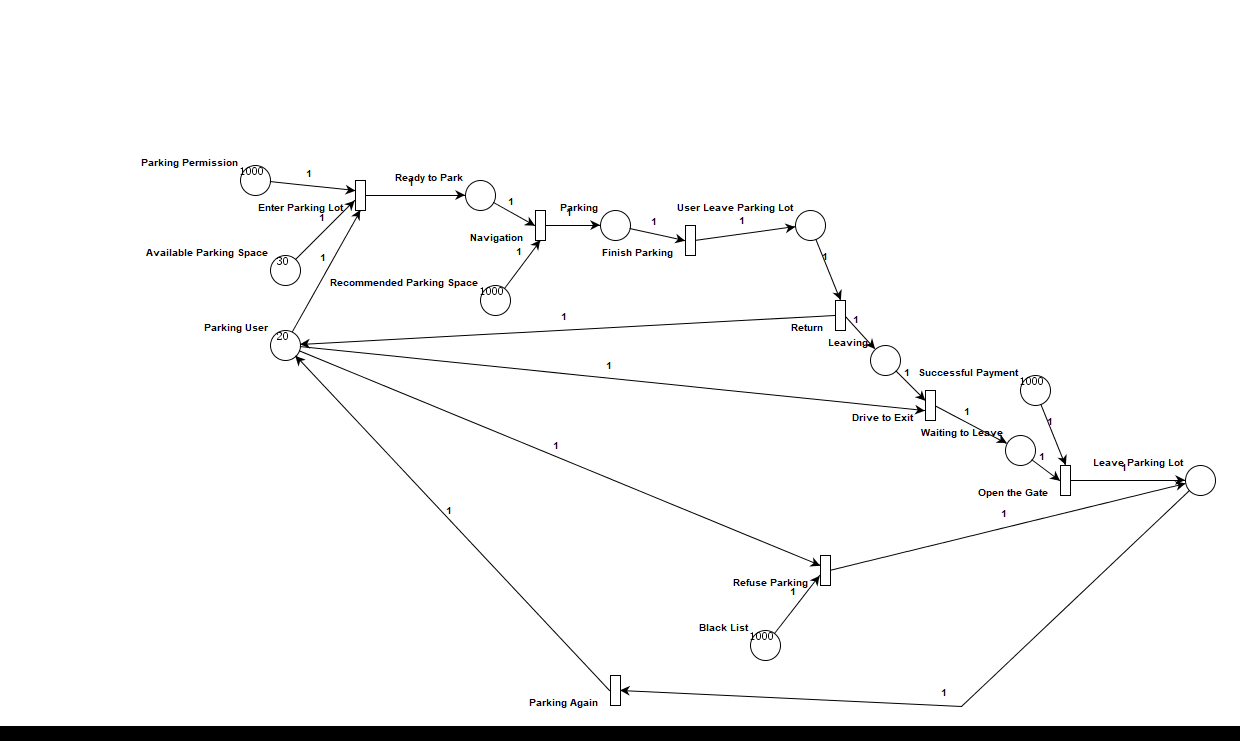 Parking Permission
1000
1
Ready to Park
1
Enter Parking Lot
1
1
Parking
1
User Leave Parking Lot
1
1
Navigation
1
Finish Parking
Available Parking Space
30
1
1
Recommended Parking Space
1000
Parking User
20
1
Return
1
Leaving
1
1
Successful Payment
1000
Drive to Exit
1
1
Waiting to Leave
1
1
Leave Parking Lot
1
Open the Gate
1
1
1
Refuse Parking
1
Black List
1000
Parking Again
1